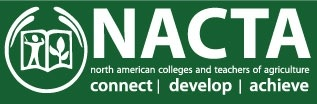 NACTA
north american colleges and teachers of agriculture
connect | develop | achieve